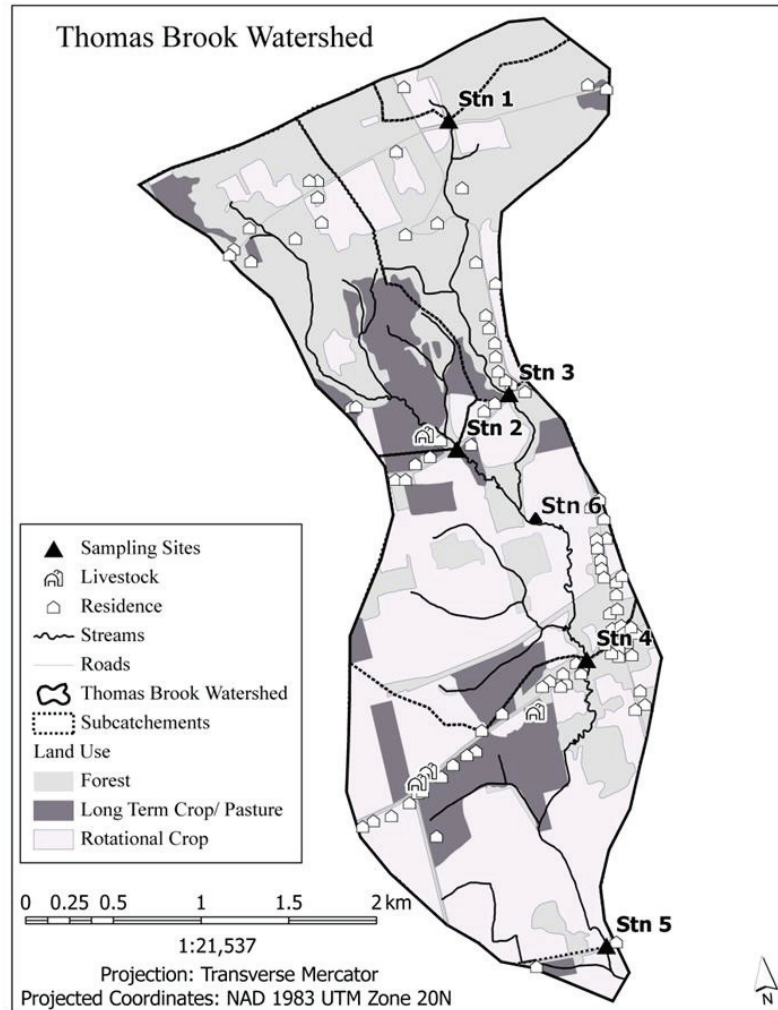 Thomas Brook Watershed
Stn 1
Stn 3
Stn 2
Stn 6
Stn 4
Stn 5
Sampling Sites
Livestock
Residence
Streams
Roads
Thomas Brook Watershed
Subcatchements
Land Use
Forest
Long Term Crop/ Pasture
Rotational Crop
0 0.25 0.5 1 1.5 2 km
1:21,537
Projection: Transverse Mercator
Projected Coordinates: NAD 1983 UTM Zone 20N
N